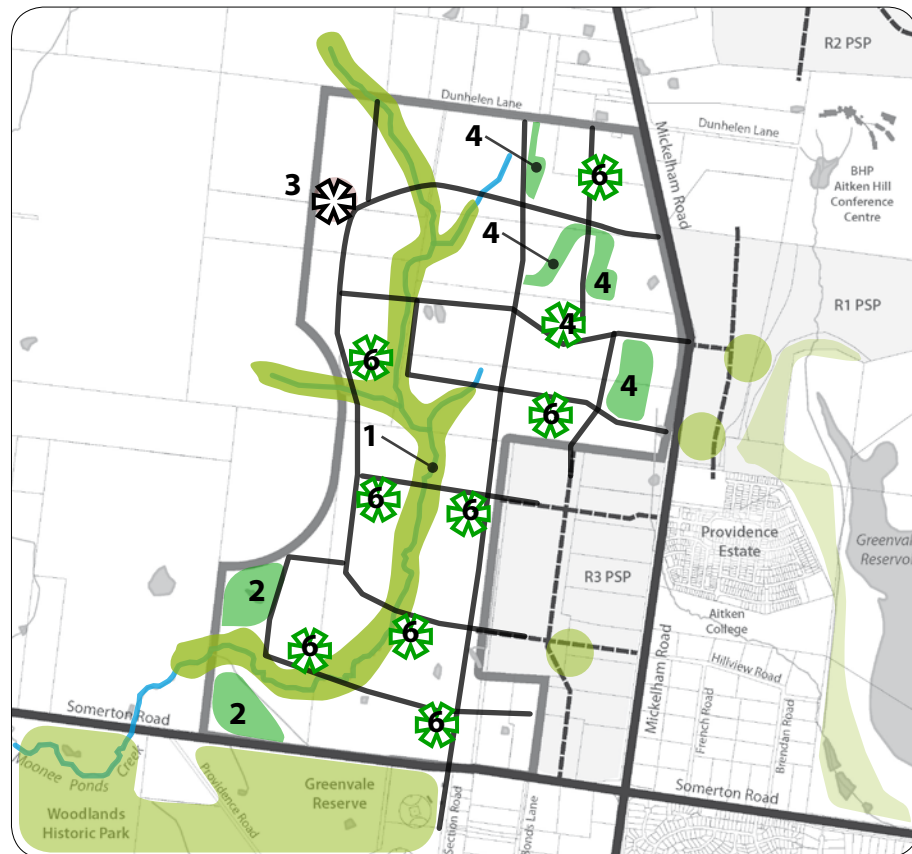 R2 PSP
Dunhelen Lane
Dunhelen Lane
Mickelham Road
4
6
BHP
Aitken Hill
Conference
Centre
3
4
4
R1 PSP
4
6
4
6
1
6
6
Providence
Estate
Greenvale
Reservo
R3 PSP
2
Aitken
College
6
6
Hillview Road
Mickelham Road
French Road
Brendan Road
2
6
Somerton Road
Moonee
Ponds
Creek
Providence Road
Greenvale
Reserve
Somerton Road
Woodlands
Historic Park
Section Road
Bonds Lane